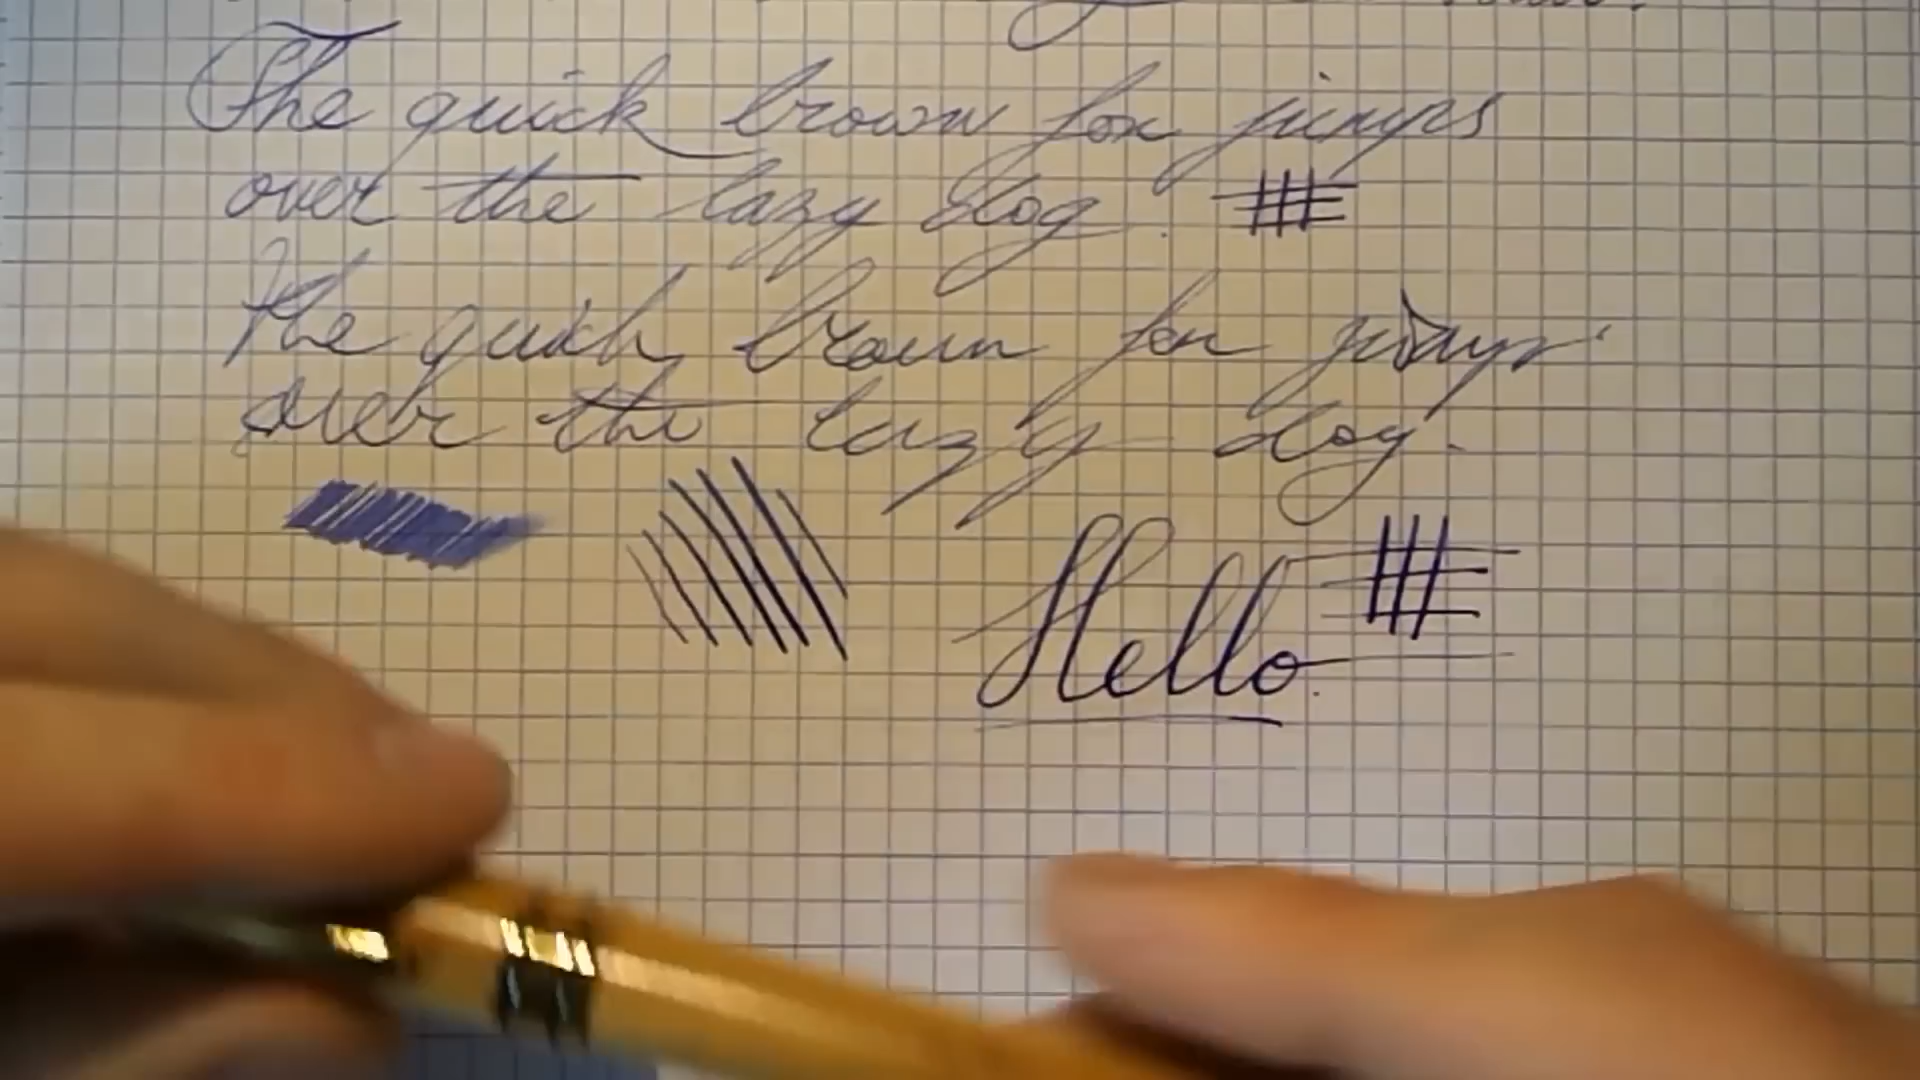 The quick brown fox jumps
over the lazy dog.
The quick brown fox jumps
over the lazy dog.
Hello.